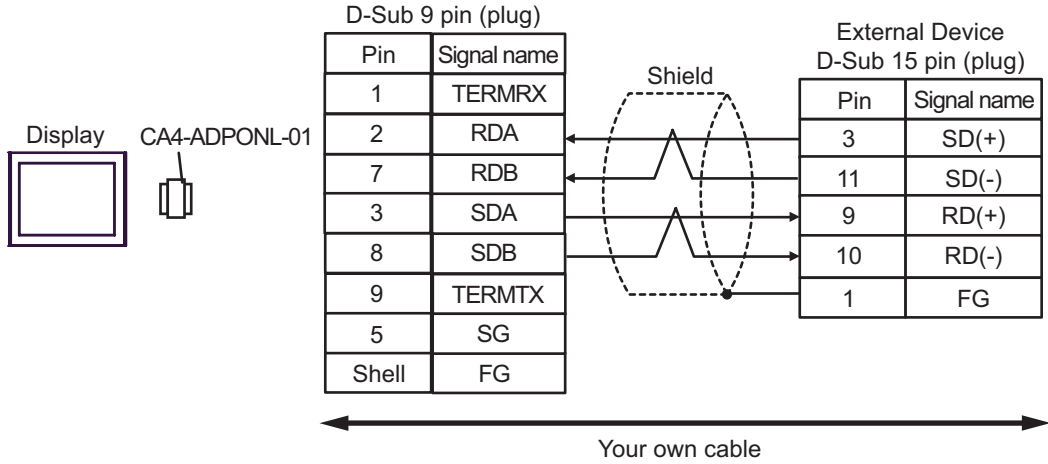 D-Sub 9 pin (plug)
Pin Signal name
1 TERMRX
2 RDA
7 RDB
3 SDA
8 SDB
9 TERMTX
5 SG
Shell FG
Display
CA4-ADPONL-01
Shield
External Device
D-Sub 15 pin (plug)
Pin Signal name
3 SD(+)
11 SD(-)
9 RD(+)
10 RD(-)
1 FG
Your own cable